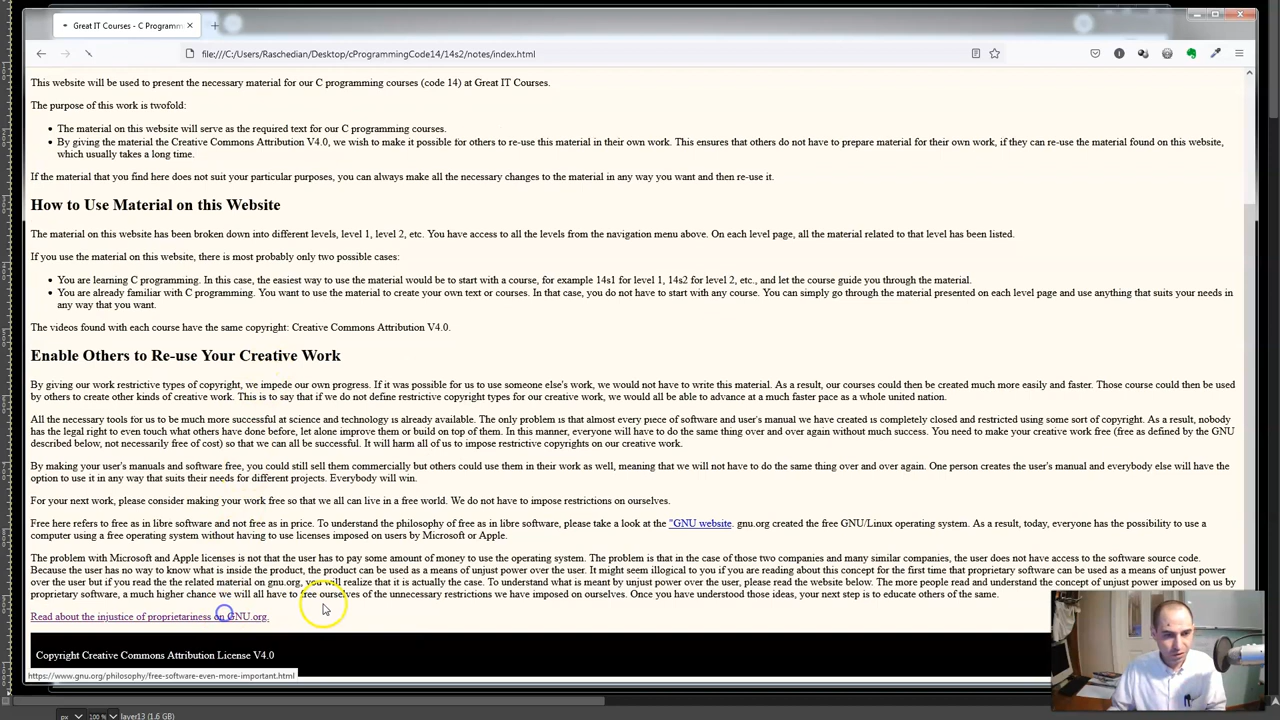 Great IT Courses - C Programm
file:///C:/Users/Raschedian/Desktop/cProgrammingCode14/14s2/notes/index.html
This website will be used to present the necessary material for our C programming courses (code 14) at Great IT Courses.
The purpose of this work is twofold:
The material on this website will serve as the required text for our C programming courses.
By giving the material the Creative Commons Attribution V4.0, we wish to make it possible for others to re-use this material in their own work. This ensures that others do not have to prepare material for their own work, if they can re-use the material found on this website,
which usually takes a long time.
If the material that you find here does not suit your particular purposes, you can always make all the necessary changes to the material in any way you want and then re-use it.
How to Use Material on this Website
The material on this website has been broken down into different levels, level 1, level 2, etc. You have access to all the levels from the navigation menu above. On each level page, all the material related to that level has been listed.
If you use the material on this website, there is most probably only two possible cases:
You are learning C programming. In this case, the easiest way to use the material would be to start with a course, for example 14s1 for level 1, 14s2 for level 2, etc., and let the course guide you through the material.
You are already familiar with C programming. You want to use the material to create your own text or courses. In that case, you do not have to start with any course. You can simply go through the material presented on each level page and use anything that suits your needs in
any way that you want.
The videos found with each course have the same copyright: Creative Commons Attribution V4.0.
Enable Others to Re-use Your Creative Work
By giving our work restrictive types of copyright, we impede our own progress. If it was possible for us to use someone else's work, we would not have to write this material. As a result, our courses could then be created much more easily and faster. Those course could then be used
by others to create other kinds of creative work. This is to say that if we do not define restrictive copyright types for our creative work, we would all be able to advance at a much faster pace as a whole united nation.
All the necessary tools for us to be much more successful at science and technology is already available. The only problem is that almost every piece of software and user's manual we have created is completely closed and restricted using some sort of copyright. As a result, nobody
has the legal right to even touch what others have done before, let alone improve them or build on top of them. In this manner, everyone will have to do the same thing over and over again without much success. You need to make your creative work free (free as defined by the GNU
described below, not necessarily free of cost) so that we can all be successful. It will harm all of us to impose restrictive copyrights on our creative work.
By making your user's manuals and software free, you could still sell them commercially but others could use them in their work as well, meaning that we will not have to do the same thing over and over again. One person creates the user's manual and everybody else will have the
option to use it in any way that suits their needs for different projects. Everybody will win.
For your next work, please consider making your work free so that we all can live in a free world. We do not have to impose restrictions on ourselves.
Free here refers to free as in libre software and not free as in price. To understand the philosophy of free as in libre software, please take a look at the "GNU website. gnu.org created the free GNU/Linux operating system. As a result, today, everyone has the possibility to use a
computer using a free operating system without having to use licenses imposed on users by Microsoft or Apple.
The problem with Microsoft and Apple licenses is not that the user has to pay some amount of money to use the operating system. The problem is that in the case of those two companies and many similar companies, the user does not have access to the software source code.
Because the user has no way to know what is inside the product, the product can be used as a means of unjust power over the user. It might seem illogical to you if you are reading about this concept for the first time that proprietary software can be used as a means of unjust power
over the user but if you read the the related material on gnu.org, you will realize that it is actually the case. To understand what is meant by unjust power over the user, please read the website below. The more people read and understand the concept of unjust power imposed on us by
proprietary software, a much higher chance we will all have to free ourselves of the unnecessary restrictions we have imposed on ourselves. Once you have understood those ideas, your next step is to educate others of the same.
Read about the injustice of proprietariness on GNU.org.
Copyright Creative Commons Attribution License V4.0
https://www.gnu.org/philosophy/free-software-even-more-important.html
px 100 % layer13 (1.6 GB)